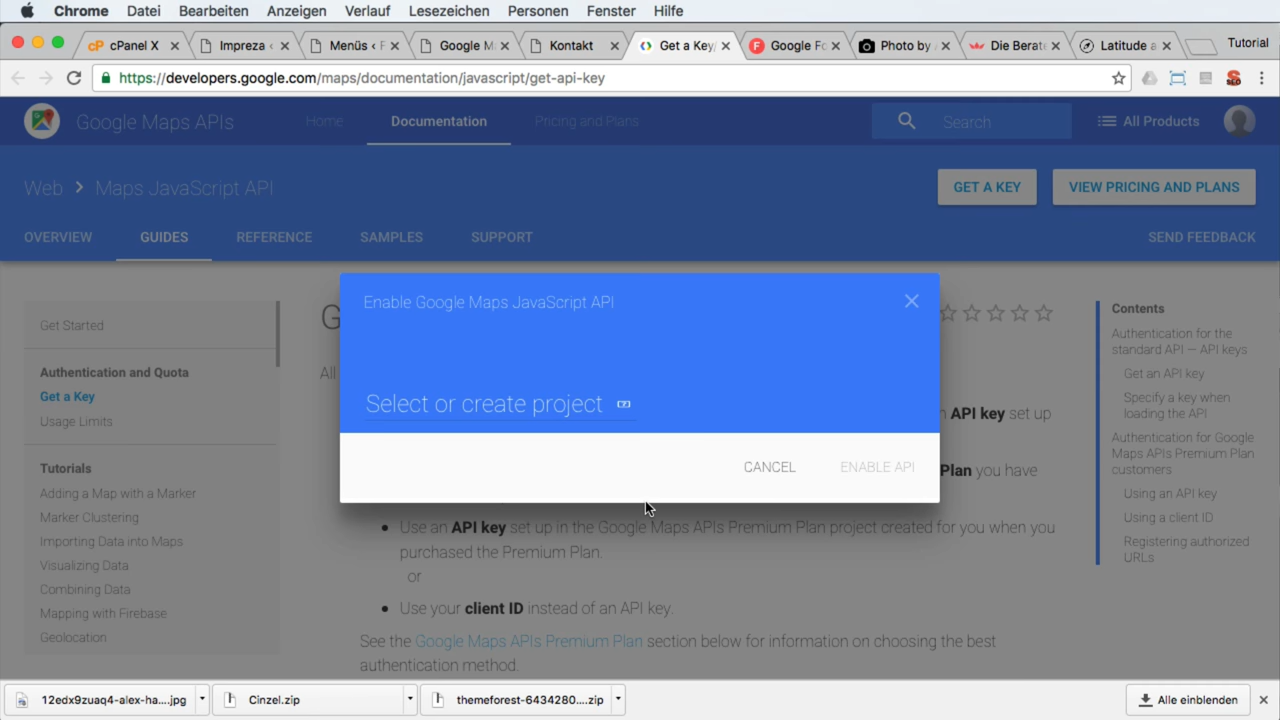 Chrome Datei Bearbeiten Anzeigen Verlauf Lesezeichen Personen Fenster Hilfe
cPanel X Impreza ‹ Menüs ‹ F Google M Kontakt Get a Key/ Google Fo Photo by Die Berat Latitude a Tutorial
https://developers.google.com/maps/documentation/javascript/get-api-key
Google Maps APIs Home Documentation Pricing and Plans Search All Products
Web Maps JavaScript API GET A KEY VIEW PRICING AND PLANS
OVERVIEW GUIDES REFERENCE SAMPLES SUPPORT SEND FEEDBACK
Enable Google Maps JavaScript API
Select or create project
CANCEL ENABLE API
Get Started
Authentication and Quota
Get a Key
Usage Limits
Tutorials
Adding a Map with a Marker
Marker Clustering
Importing Data into Maps
Visualizing Data
Combining Data
Mapping with Firebase
Geolocation
G
All
API key set up
Plan you have
Use an API key set up in the Google Maps APIs Premium Plan project created for you when you
purchased the Premium Plan.
or
Use your client ID instead of an API key.
See the Google Maps APIs Premium Plan section below for information on choosing the best
authentication method.
Contents
Authentication for the
standard API — API keys
Get an API key
Specify a key when
loading the API
Authentication for Google
Maps APIs Premium Plan
customers
Using an API key
Using a client ID
Registering authorized
URLs
12edx9zuaq4-alex-ha....jpg Cinzel.zip themeforest-6434280....zip Alle einblenden